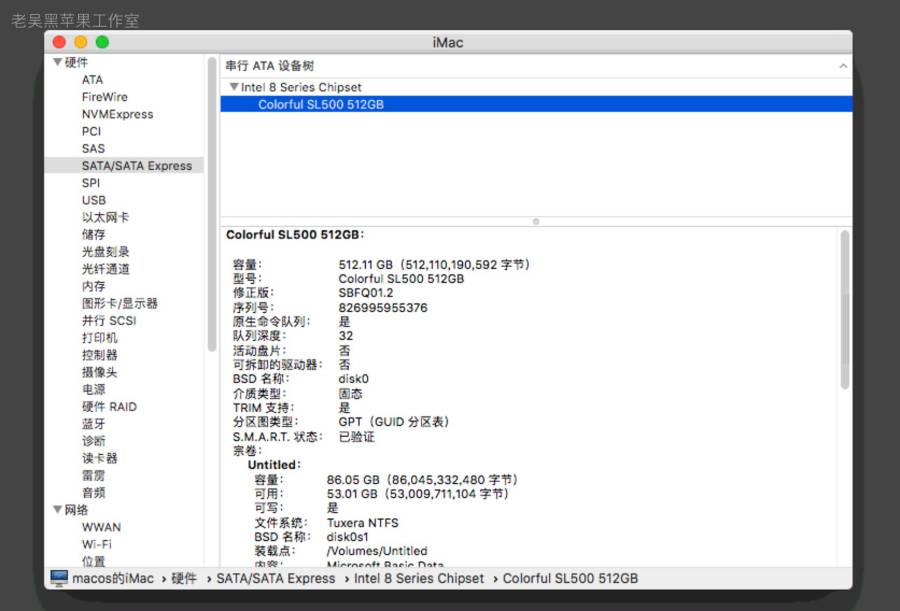 老吴黑苹果工作室
iMac
硬件
ATA
FireWire
NVMExpress
PCI
SAS
SATA/SATA Express
SPI
USB
以太网卡
储存
光盘刻录
光纤通道
内存
图形卡/显示器
并行 SCSI
打印机
控制器
摄像头
电源
硬件 RAID
蓝牙
诊断
读卡器
雷雳
音频
网络
WWAN
Wi-Fi
位置
串行 ATA 设备树
Intel 8 Series Chipset
Colorful SL500 512GB
Colorful SL500 512GB:
容量: 512.11 GB（512,110,190,592 字节）
型号: Colorful SL500 512GB
修正版: SBFQ01.2
序列号: 826995955376
原生命令队列: 是
队列深度: 32
活动盘片: 否
可拆卸的驱动器: 否
BSD 名称: disk0
介质类型: 固态
TRIM 支持: 是
分区图类型: GPT（GUID 分区表）
S.M.A.R.T. 状态: 已验证
宗卷:
Untitled:
容量: 86.05 GB（86,045,332,480 字节）
可用: 53.01 GB（53,009,711,104 字节）
可写: 是
文件系统: Tuxera NTFS
BSD 名称: disk0s1
装载点: /Volumes/Untitled
内容: Microsoft Basic Data
macos的iMac › 硬件 › SATA/SATA Express › Intel 8 Series Chipset › Colorful SL500 512GB